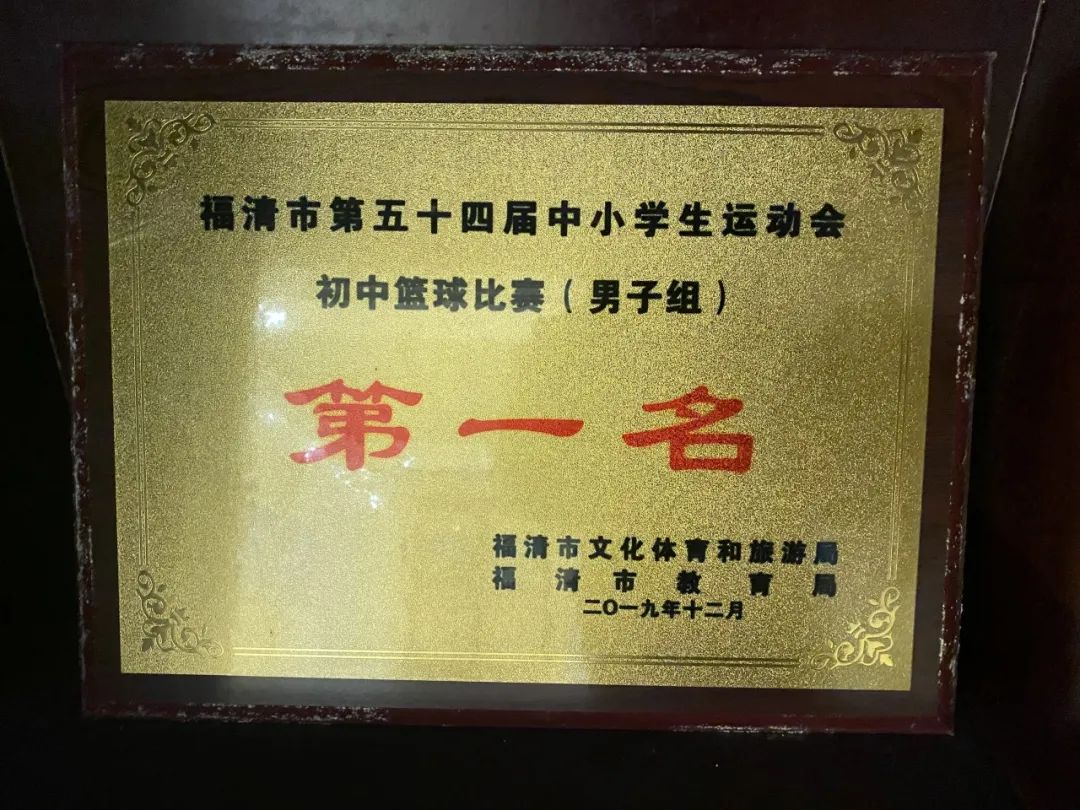 福清市第五十四届中小学生运动会
初中篮球比赛（男子组）
第一名
福清市文化体育和旅游局
福清市教育局
二〇一九年十二月